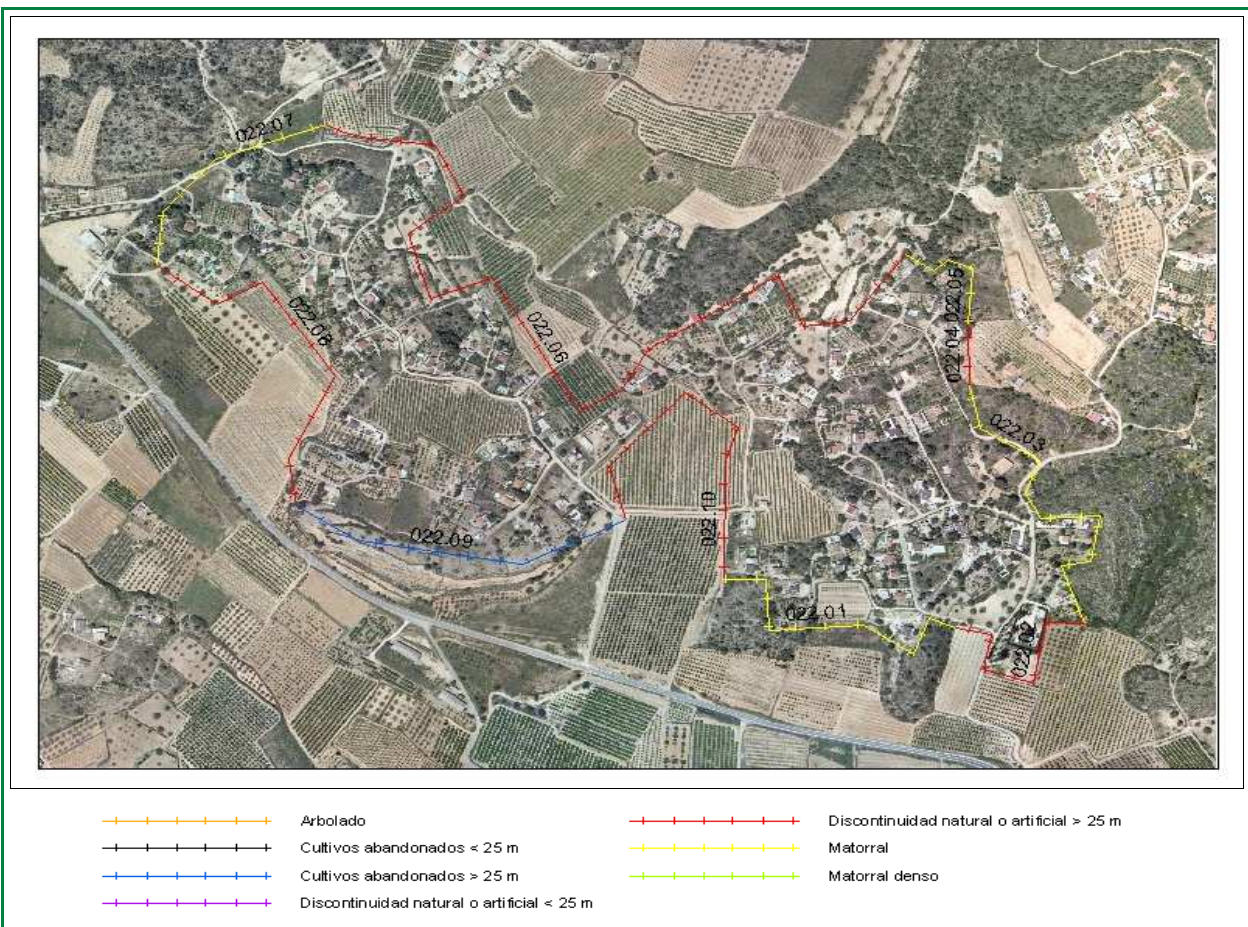 022.07
022.08
022.06
022.04
022.05
022.03
022.09
022.10
022.01
022.02
Arbolado
Cultivos abandonados < 25 m
Cultivos abandonados > 25 m
Discontinuidad natural o artificial < 25 m
Discontinuidad natural o artificial > 25 m
Matorral
Matorral denso